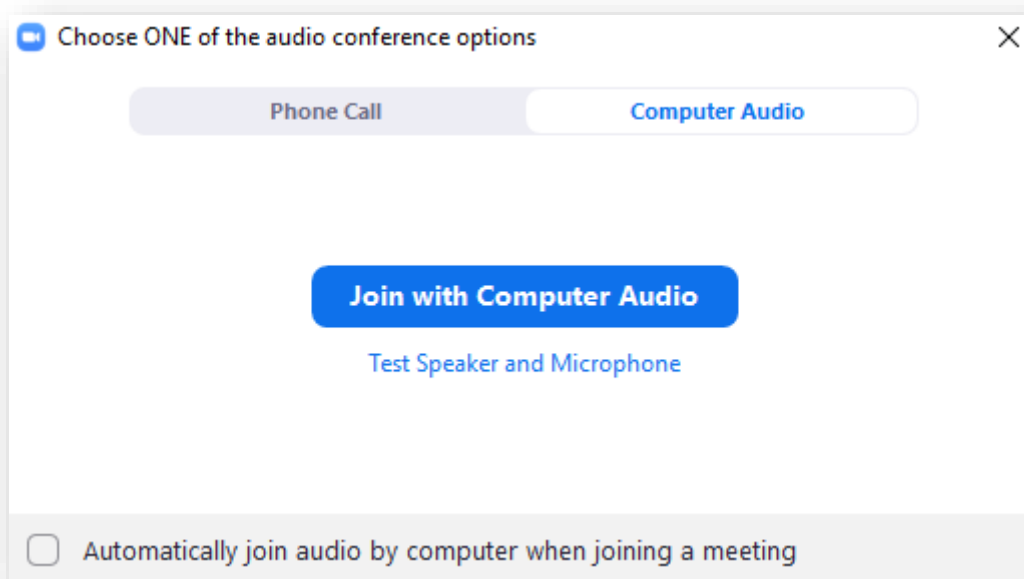 Choose ONE of the audio conference options
Phone Call Computer Audio
Join with Computer Audio
Test Speaker and Microphone
Automatically join audio by computer when joining a meeting